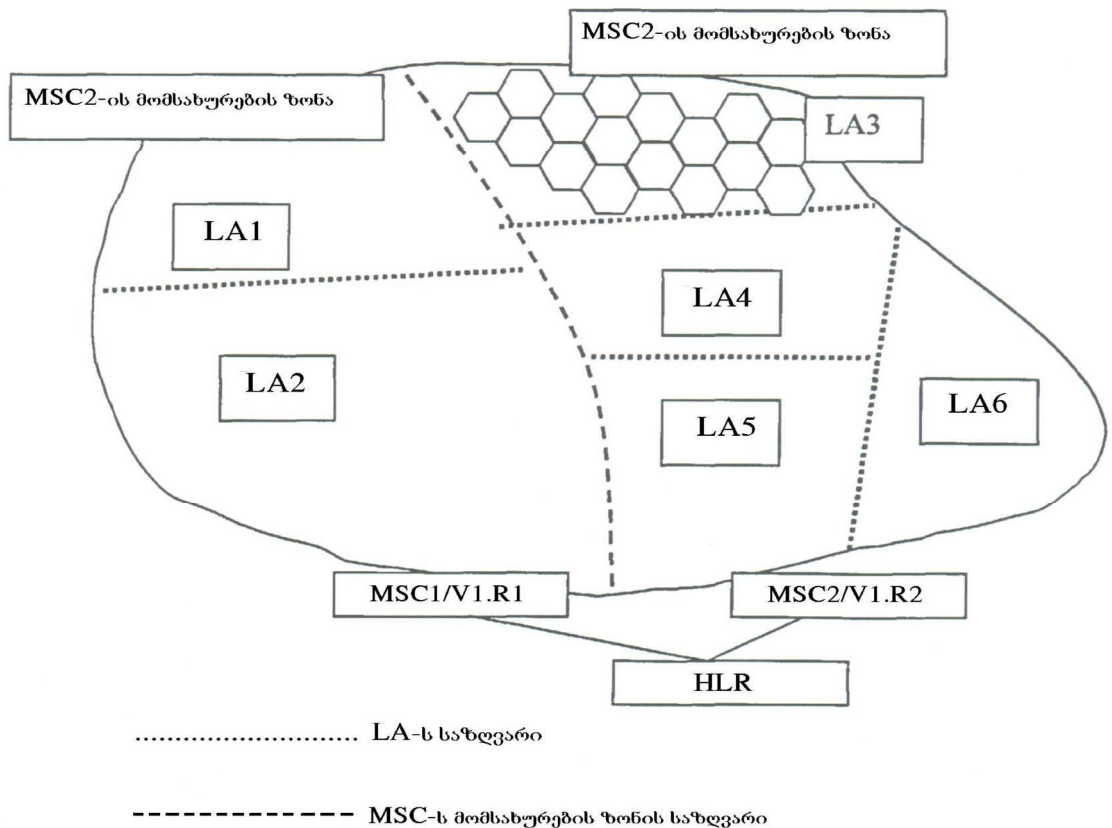 MSC2-ის მომსახურების ზონა
MSC2-ის მომსახურების ზონა
LA3
LA1
LA4
LA2
LA6
LA5
MSC1/V1.R1
MSC2/V1.R2
HLR
LA-ს საზღვარი
MSC-ს მომსახურების ზონის საზღვარი